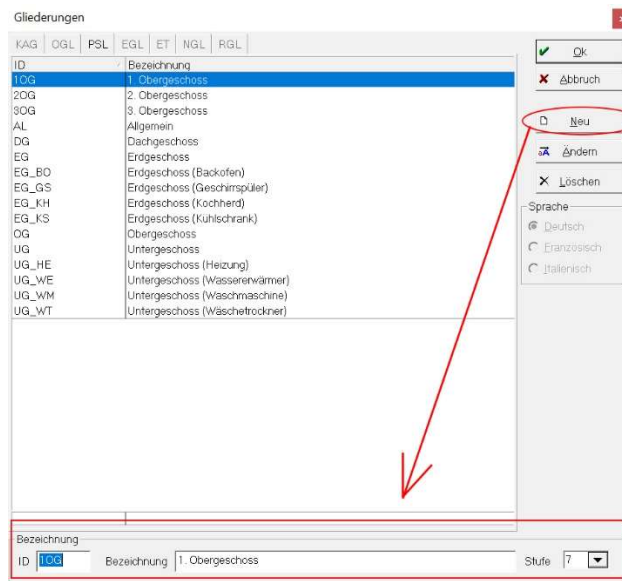 Gliederungen
KAG OGL PSL EGL ET NGL RGL
ID Bezeichnung
1OG 1. Obergeschoss
2OG 2. Obergeschoss
3OG 3. Obergeschoss
AL Allgemein
DG Dachgeschoss
EG Erdgeschoss
EG_BO Erdgeschoss (Backofen)
EG_GS Erdgeschoss (Geschirrspüler)
EG_KH Erdgeschoss (Kochherd)
EG_KS Erdgeschoss (Kühlschrank)
OG Obergeschoss
UG Untergeschoss
UG_HE Untergeschoss (Heizung)
UG_WE Untergeschoss (Wassererwärmer)
UG_WM Untergeschoss (Waschmaschine)
UG_WT Untergeschoss (Wäschetrockner)
Ok
Abbruch
Neu
Ändern
Löschen
Sprache
Deutsch
Französisch
Italienisch
Bezeichnung
ID 1OG Bezeichnung 1. Obergeschoss Stufe 7